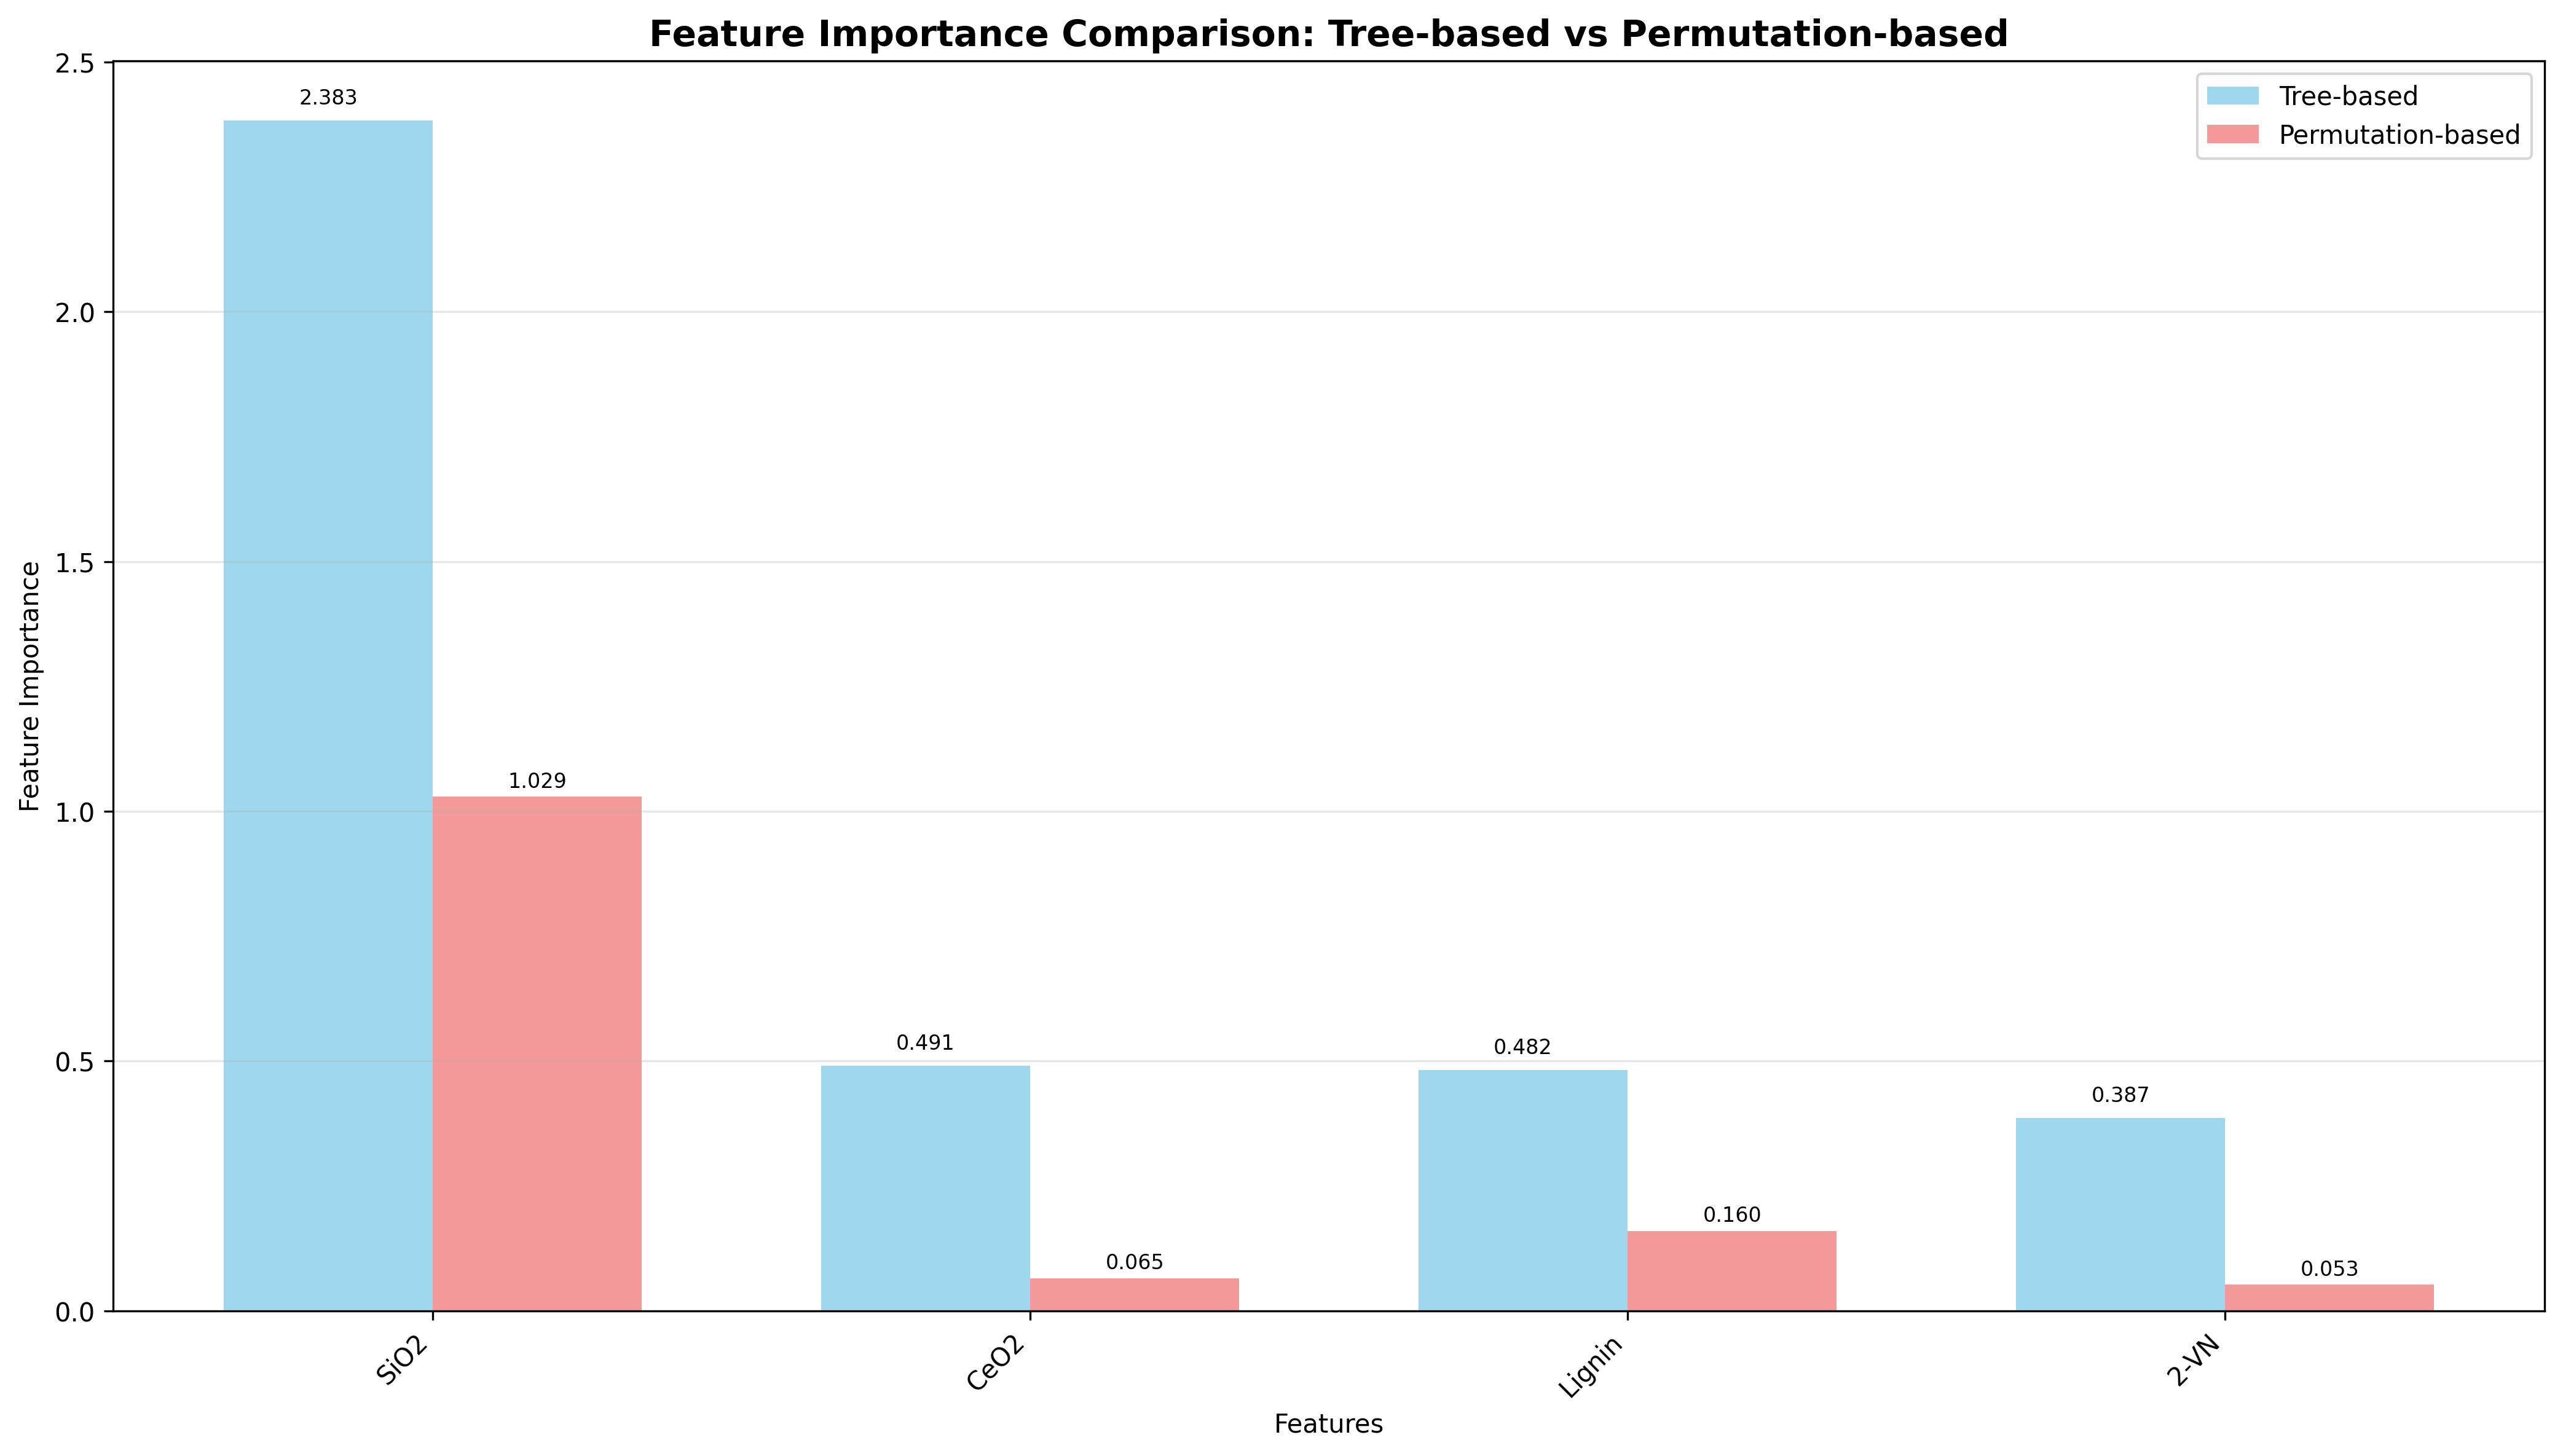 Feature Importance Comparison: Tree-based vs Permutation-based
Tree-based
Permutation-based
Feature Importance
2.5
2.0
1.5
1.0
0.5
0.0
2.383
1.029
0.491
0.065
0.482
0.160
0.387
0.053
SiO2
CeO2
Lignin
2-VN
Features